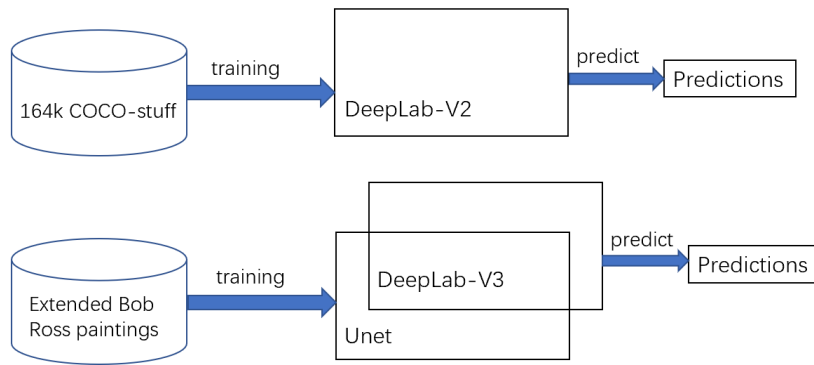 training
predict
164k COCO-stuff
DeepLab-V2
Predictions
training
predict
Extended Bob
Ross paintings
DeepLab-V3
Unet
Predictions